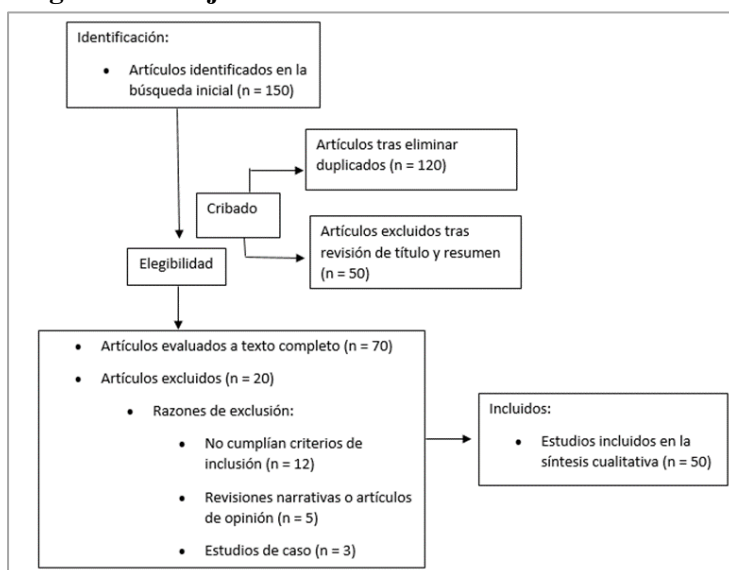 Identificación:
• Artículos identificados en la
búsqueda inicial (n = 150)
Artículos tras eliminar
duplicados (n = 120)
Cribado
Artículos excluidos tras
revisión de título y resumen
(n = 50)
Elegibilidad
• Artículos evaluados a texto completo (n = 70)
• Artículos excluidos (n = 20)
• Razones de exclusión:
• No cumplían criterios de
inclusión (n = 12)
• Revisiones narrativas o artículos
de opinión (n = 5)
• Estudios de caso (n = 3)
Incluidos:
• Estudios incluidos en la
síntesis cualitativa (n = 50)